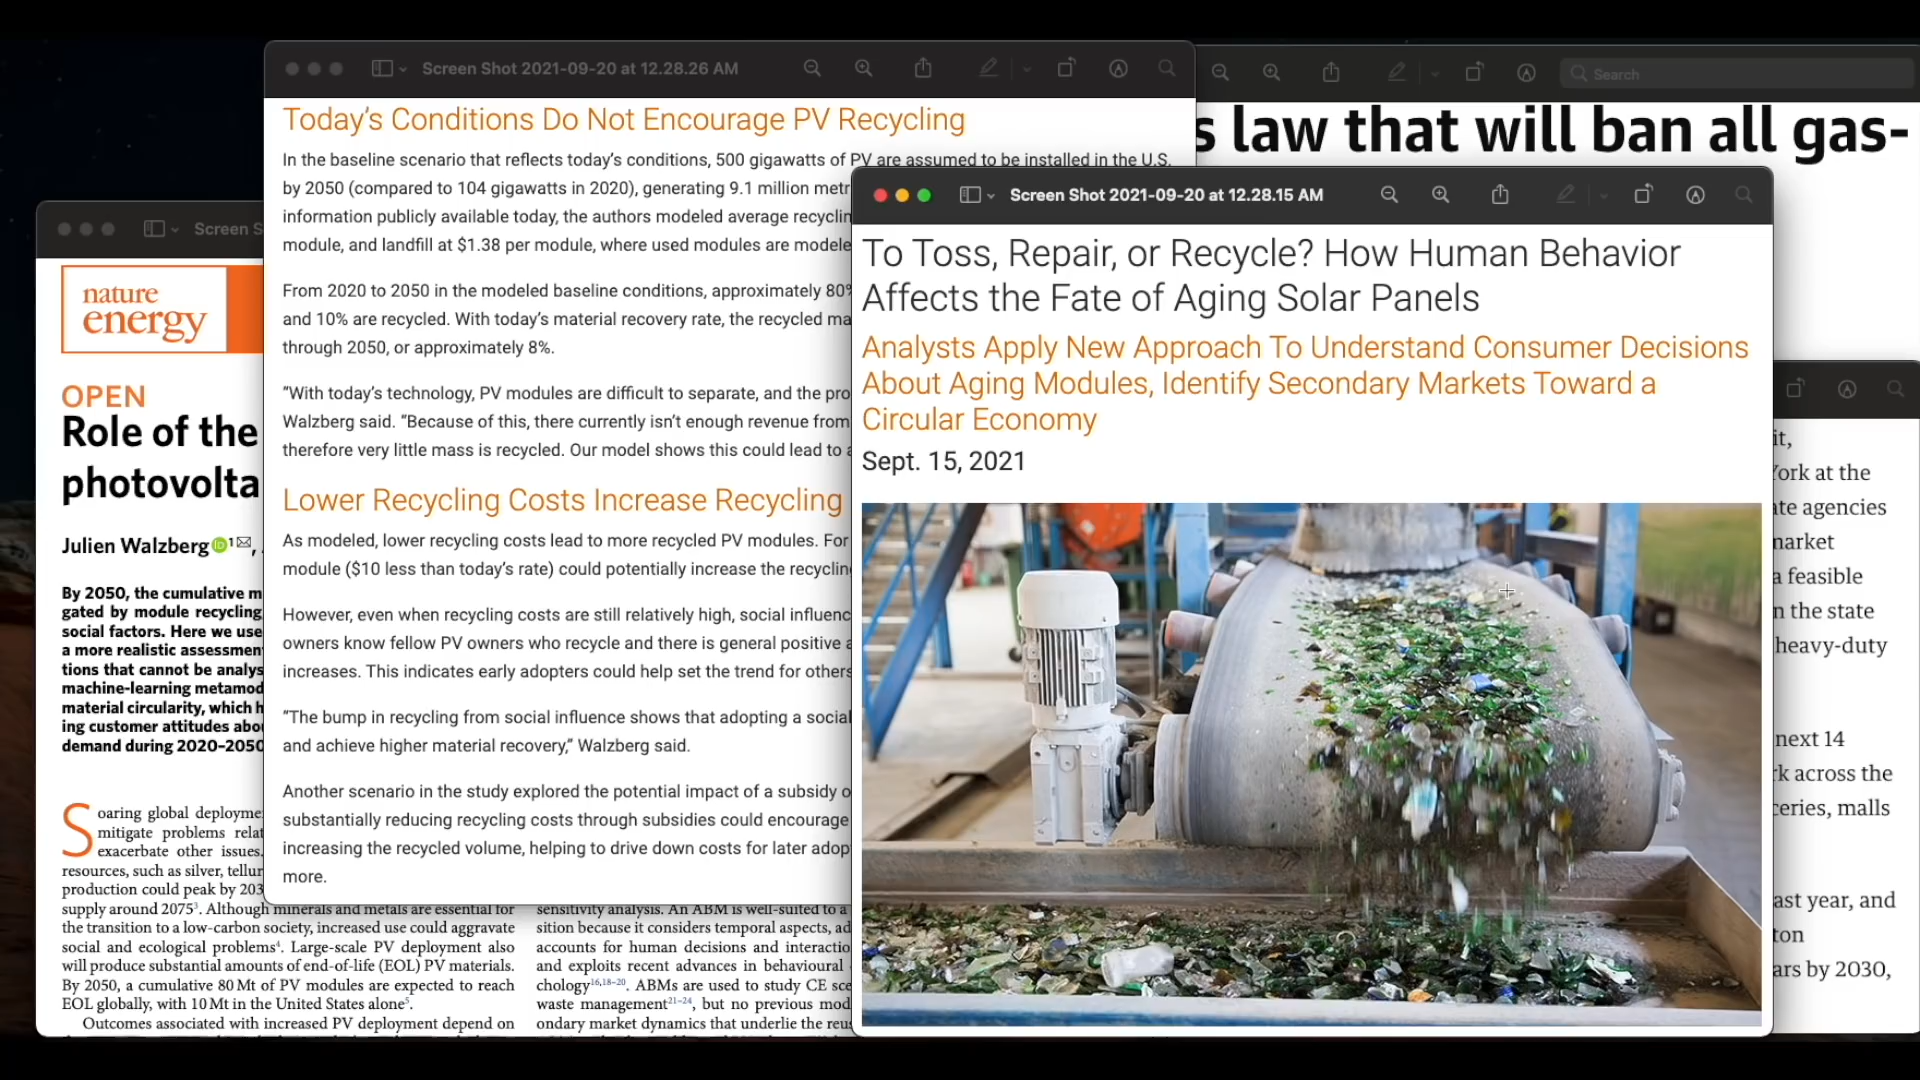 Screen Shot 2021-09-20 at 12.28.26 AM
Today's Conditions Do Not Encourage PV Recycling
In the baseline scenario that reflects today's conditions, 500 gigawatts of PV are assumed to be installed in the U.S.
by 2050 (compared to 104 gigawatts in 2020), generating 9.1 million metr
information publicly available today, the authors modeled average recyclin
module, and landfill at $1.38 per module, where used modules are modele
From 2020 to 2050 in the modeled baseline conditions, approximately 80%
and 10% are recycled. With today's material recovery rate, the recycled ma
through 2050, or approximately 8%.
“With today's technology, PV modules are difficult to separate, and the pro
Walzberg said. “Because of this, there currently isn't enough revenue from
therefore very little mass is recycled. Our model shows this could lead to a
Lower Recycling Costs Increase Recycling
As modeled, lower recycling costs lead to more recycled PV modules. For
module ($10 less than today's rate) could potentially increase the recycling
However, even when recycling costs are still relatively high, social influenc
owners know fellow PV owners who recycle and there is general positive a
increases. This indicates early adopters could help set the trend for others
“The bump in recycling from social influence shows that adopting a social
and achieve higher material recovery,” Walzberg said.
Another scenario in the study explored the potential impact of a subsidy o
substantially reducing recycling costs through subsidies could encourage
increasing the recycled volume, helping to drive down costs for later adop
more.
Search
s law that will ban all gas-
Screen Shot 2021-09-20 at 12.28.15 AM
To Toss, Repair, or Recycle? How Human Behavior
Affects the Fate of Aging Solar Panels
Analysts Apply New Approach To Understand Consumer Decisions
About Aging Modules, Identify Secondary Markets Toward a
Circular Economy
Sept. 15, 2021
Screen S
nature
energy
OPEN
Role of the
photovolta
Julien Walzberg 1,
By 2050, the cumulative m
gated by module recycling,
social factors. Here we use
a more realistic assessment
tions that cannot be analys
machine-learning metamod
material circularity, which h
ing customer attitudes abou
demand during 2020–2050
Soaring global deployme
mitigate problems relat
exacerbate other issues.
resources, such as silver, tellur
production could peak by 203
supply around 2075³. Although minerals and metals are essential for
the transition to a low-carbon society, increased use could aggravate
social and ecological problems⁴. Large-scale PV deployment also
will produce substantial amounts of end-of-life (EOL) PV materials.
By 2050, a cumulative 80 Mt of PV modules are expected to reach
EOL globally, with 10 Mt in the United States alone⁵.
Outcomes associated with increased PV deployment depend on
sensitivity analysis. An ABM is well-suited to a
sition because it considers temporal aspects, ad
accounts for human decisions and interactio
and exploits recent advances in behavioural
chology¹⁶,¹⁸⁻²⁰. ABMs are used to study CE sce
waste management²¹⁻²⁴, but no previous mod
ondary market dynamics that underlie the reus
it,
York at the
ate agencies
market
a feasible
n the state
heavy-duty
next 14
rk across the
ceries, malls
ast year, and
ton
ars by 2030,